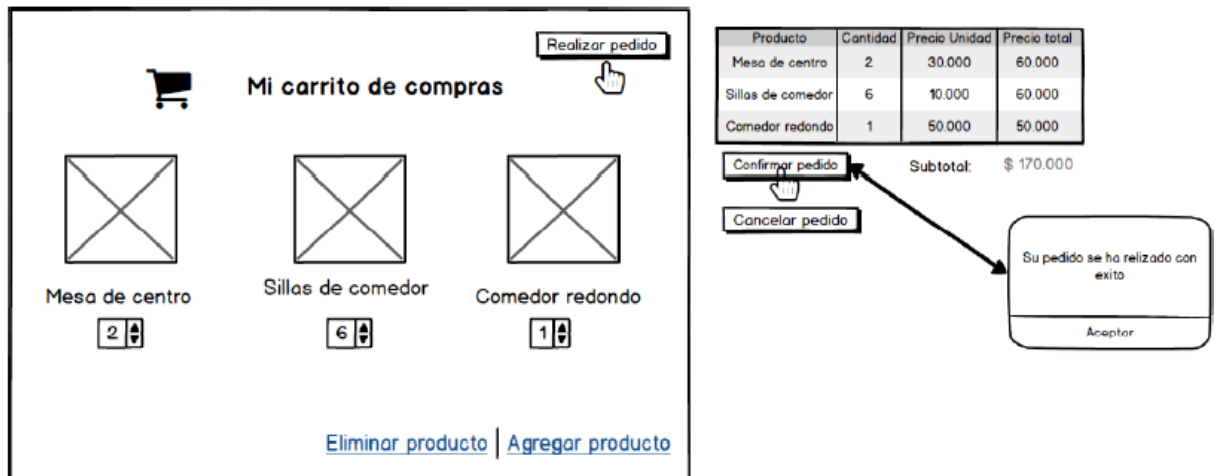 Realizar pedido
Mi carrito de compras
Mesa de centro
Sillas de comedor
Comedor redondo
2
6
1
Eliminar producto | Agregar producto
Producto Cantidad Precio Unidad Precio total
Mesa de centro 2 30.000 60.000
Sillas de comedor 6 10.000 60.000
Comedor redondo 1 50.000 50.000
Confirmar pedido Subtotal: $ 170.000
Cancelar pedido
Su pedido se ha relizado con
exito
Aceptar